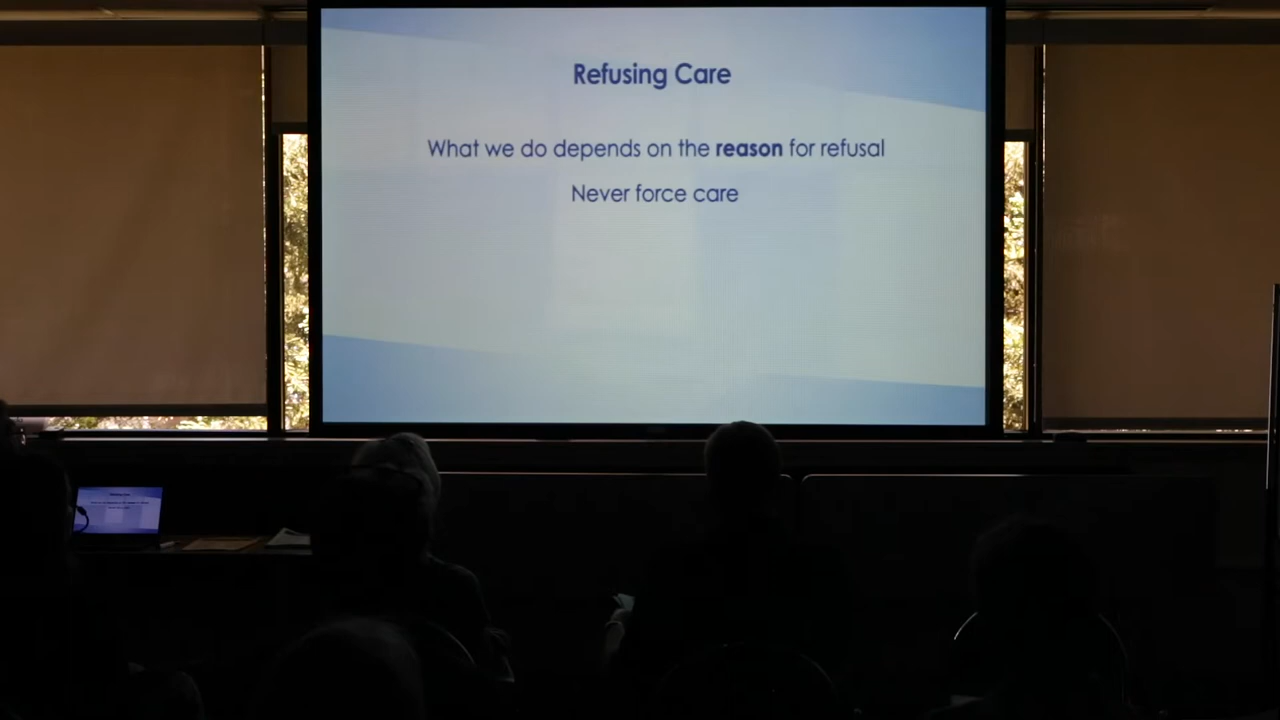 Refusing Care
What we do depends on the reason for refusal
Never force care